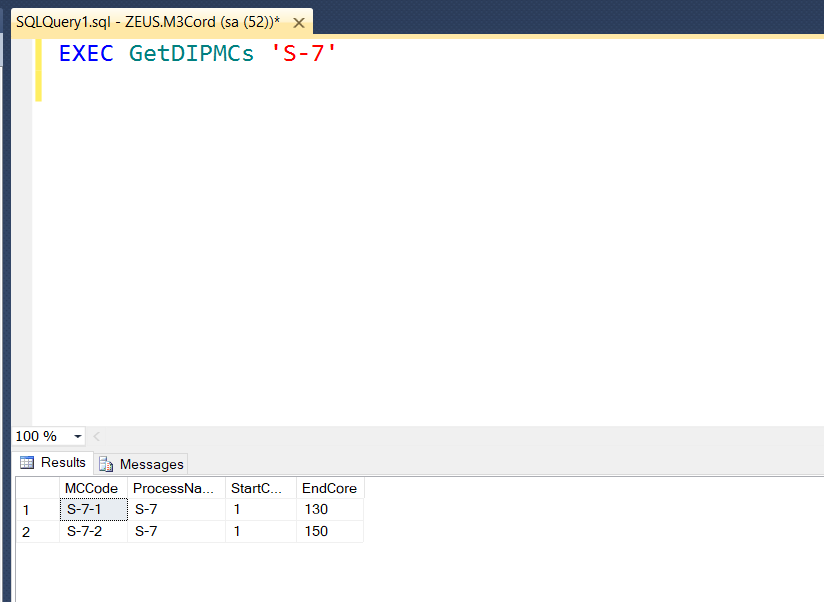 SQLQuery1.sql - ZEUS.M3Cord (sa (52))*
EXEC GetDIPMCs 'S-7'
100 %
Results Messages
MCCode ProcessNa... StartC... EndCore
1 S-7-1 S-7 1 130
2 S-7-2 S-7 1 150